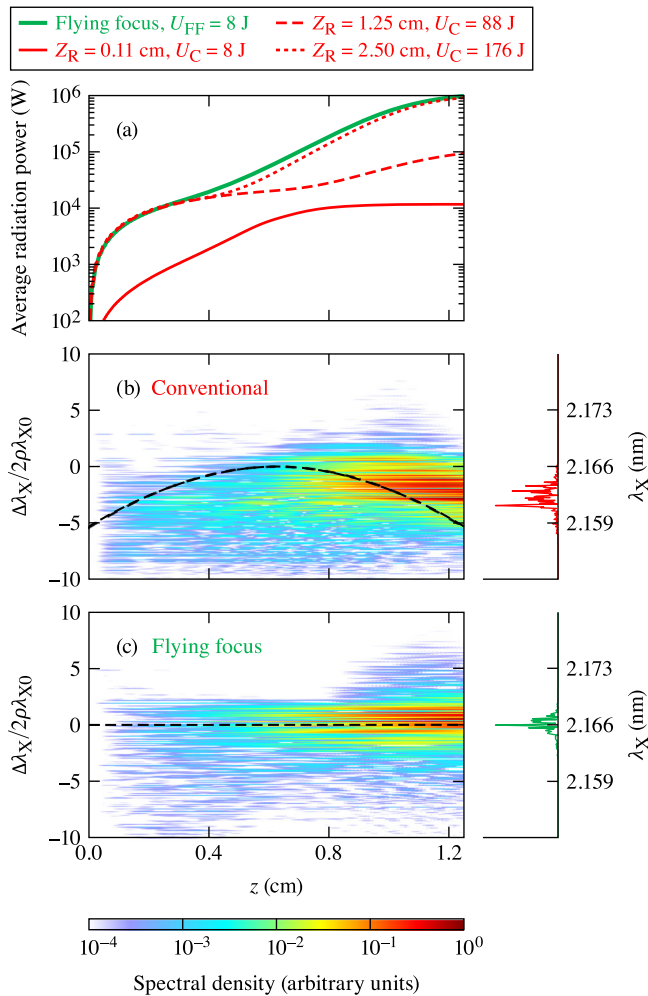 Flying focus, U_FF = 8 J
Z_R = 1.25 cm, U_C = 88 J
Z_R = 0.11 cm, U_C = 8 J
Z_R = 2.50 cm, U_C = 176 J
Average radiation power (W)
10^6
10^5
10^4
10^3
10^2
(a)
Δλ_X/2ρλ_X0
10
5
0
−5
−10
(b) Conventional
2.173
2.166
2.159
λ_X (nm)
Δλ_X/2ρλ_X0
10
5
0
−5
−10
(c) Flying focus
2.173
2.166
2.159
λ_X (nm)
0.0 0.4 0.8 1.2
z (cm)
10^−4 10^−3 10^−2 10^−1 10^0
Spectral density (arbitrary units)